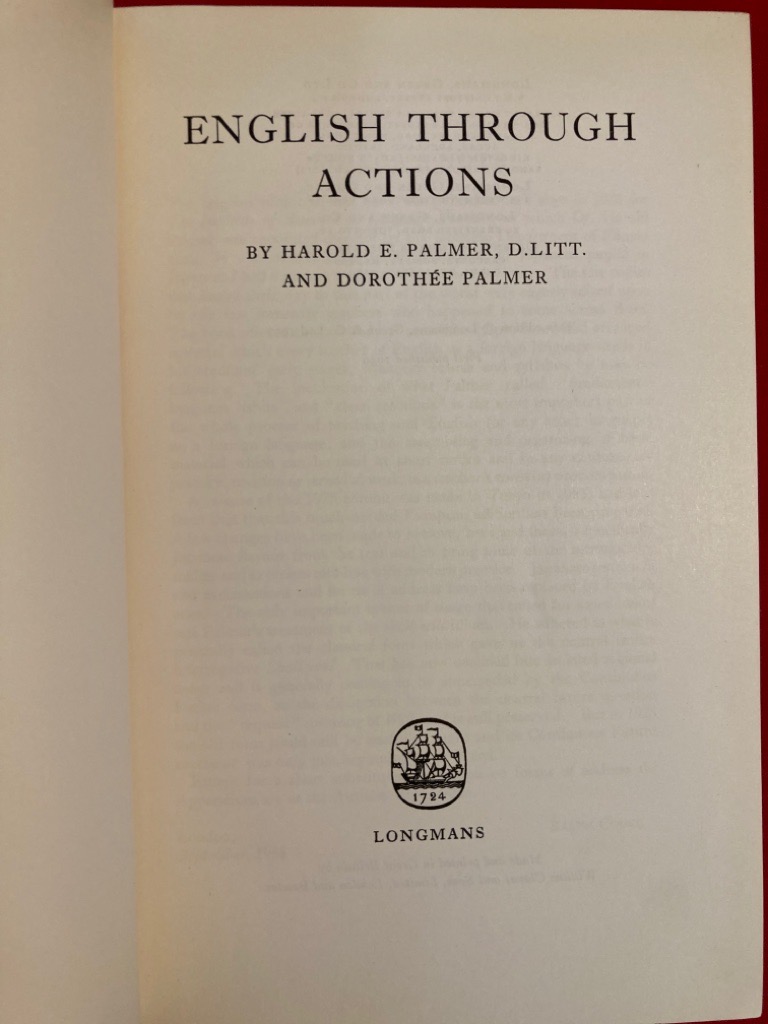 ENGLISH THROUGH
ACTIONS
BY HAROLD E. PALMER, D.LITT.
AND DOROTHÉE PALMER
1724
LONGMANS